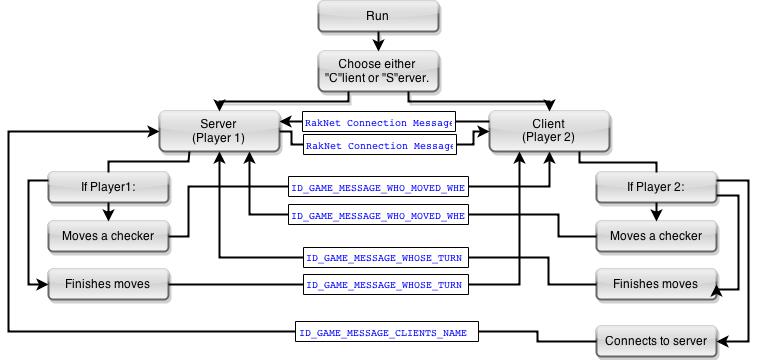 Run
Choose either
"C"lient or "S"erver.
Server
(Player 1)
RakNet Connection Message
Client
(Player 2)
RakNet Connection Message
If Player1:
ID_GAME_MESSAGE_WHO_MOVED_WHE
If Player 2:
ID_GAME_MESSAGE_WHO_MOVED_WHE
Moves a checker
Moves a checker
ID_GAME_MESSAGE_WHOSE_TURN
Finishes moves
ID_GAME_MESSAGE_WHOSE_TURN
Finishes moves
ID_GAME_MESSAGE_CLIENTS_NAME
Connects to server